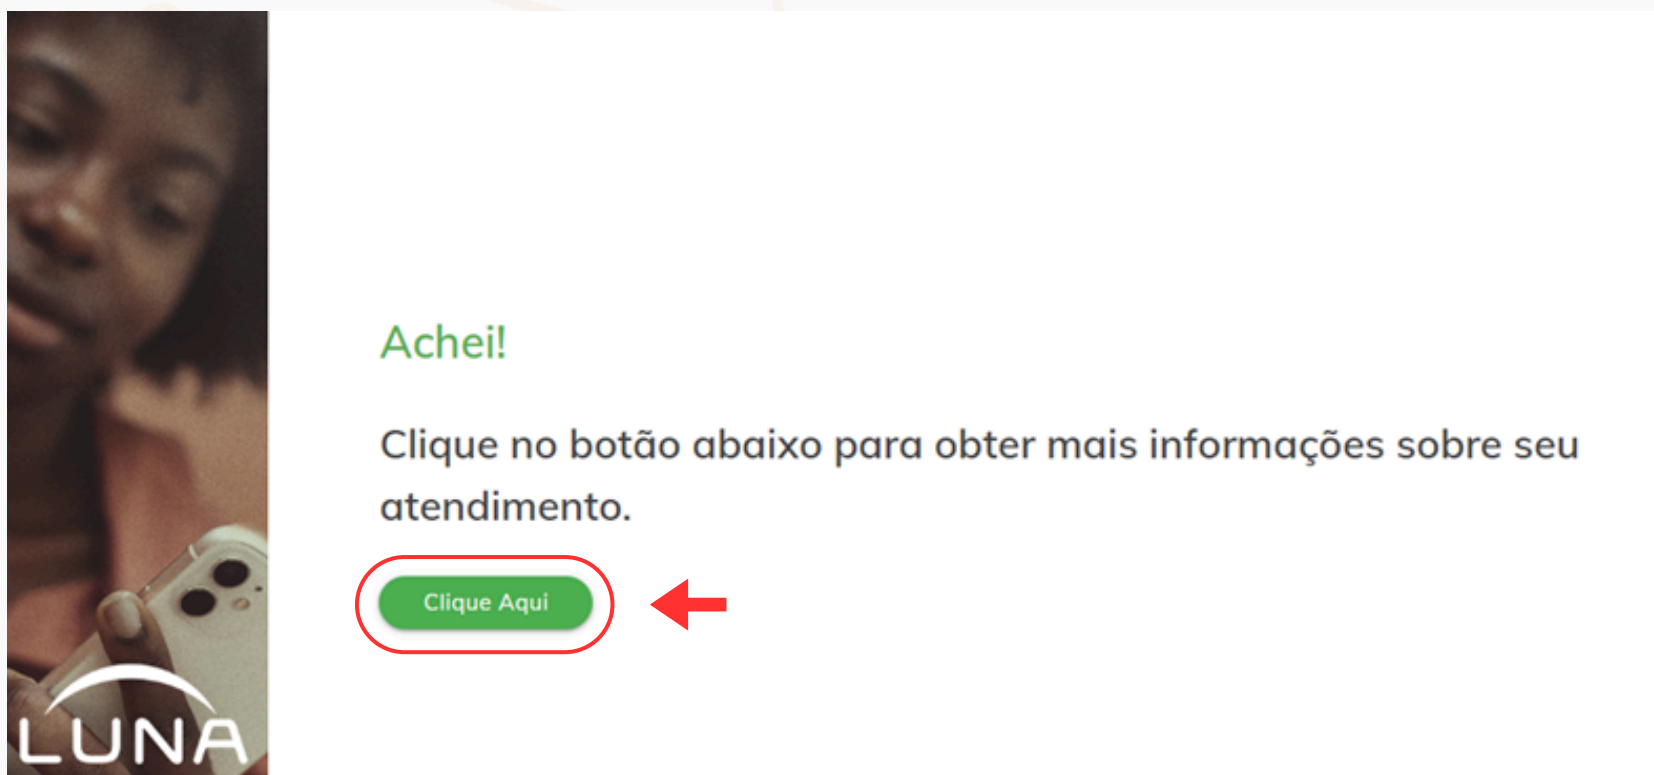 Achei!
Clique no botão abaixo para obter mais informações sobre seu
atendimento.
Clique Aqui
LUNA